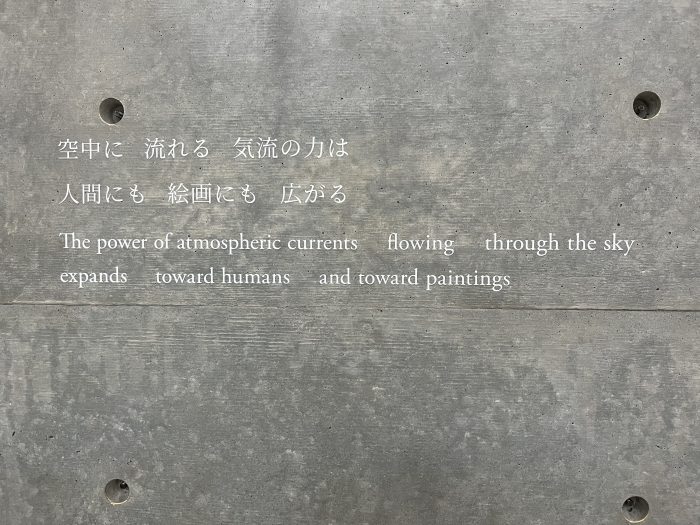 空中に　流れる　気流の力は
人間にも　絵画にも　広がる
The power of atmospheric currents　flowing　through the sky
expands　toward humans　and toward paintings